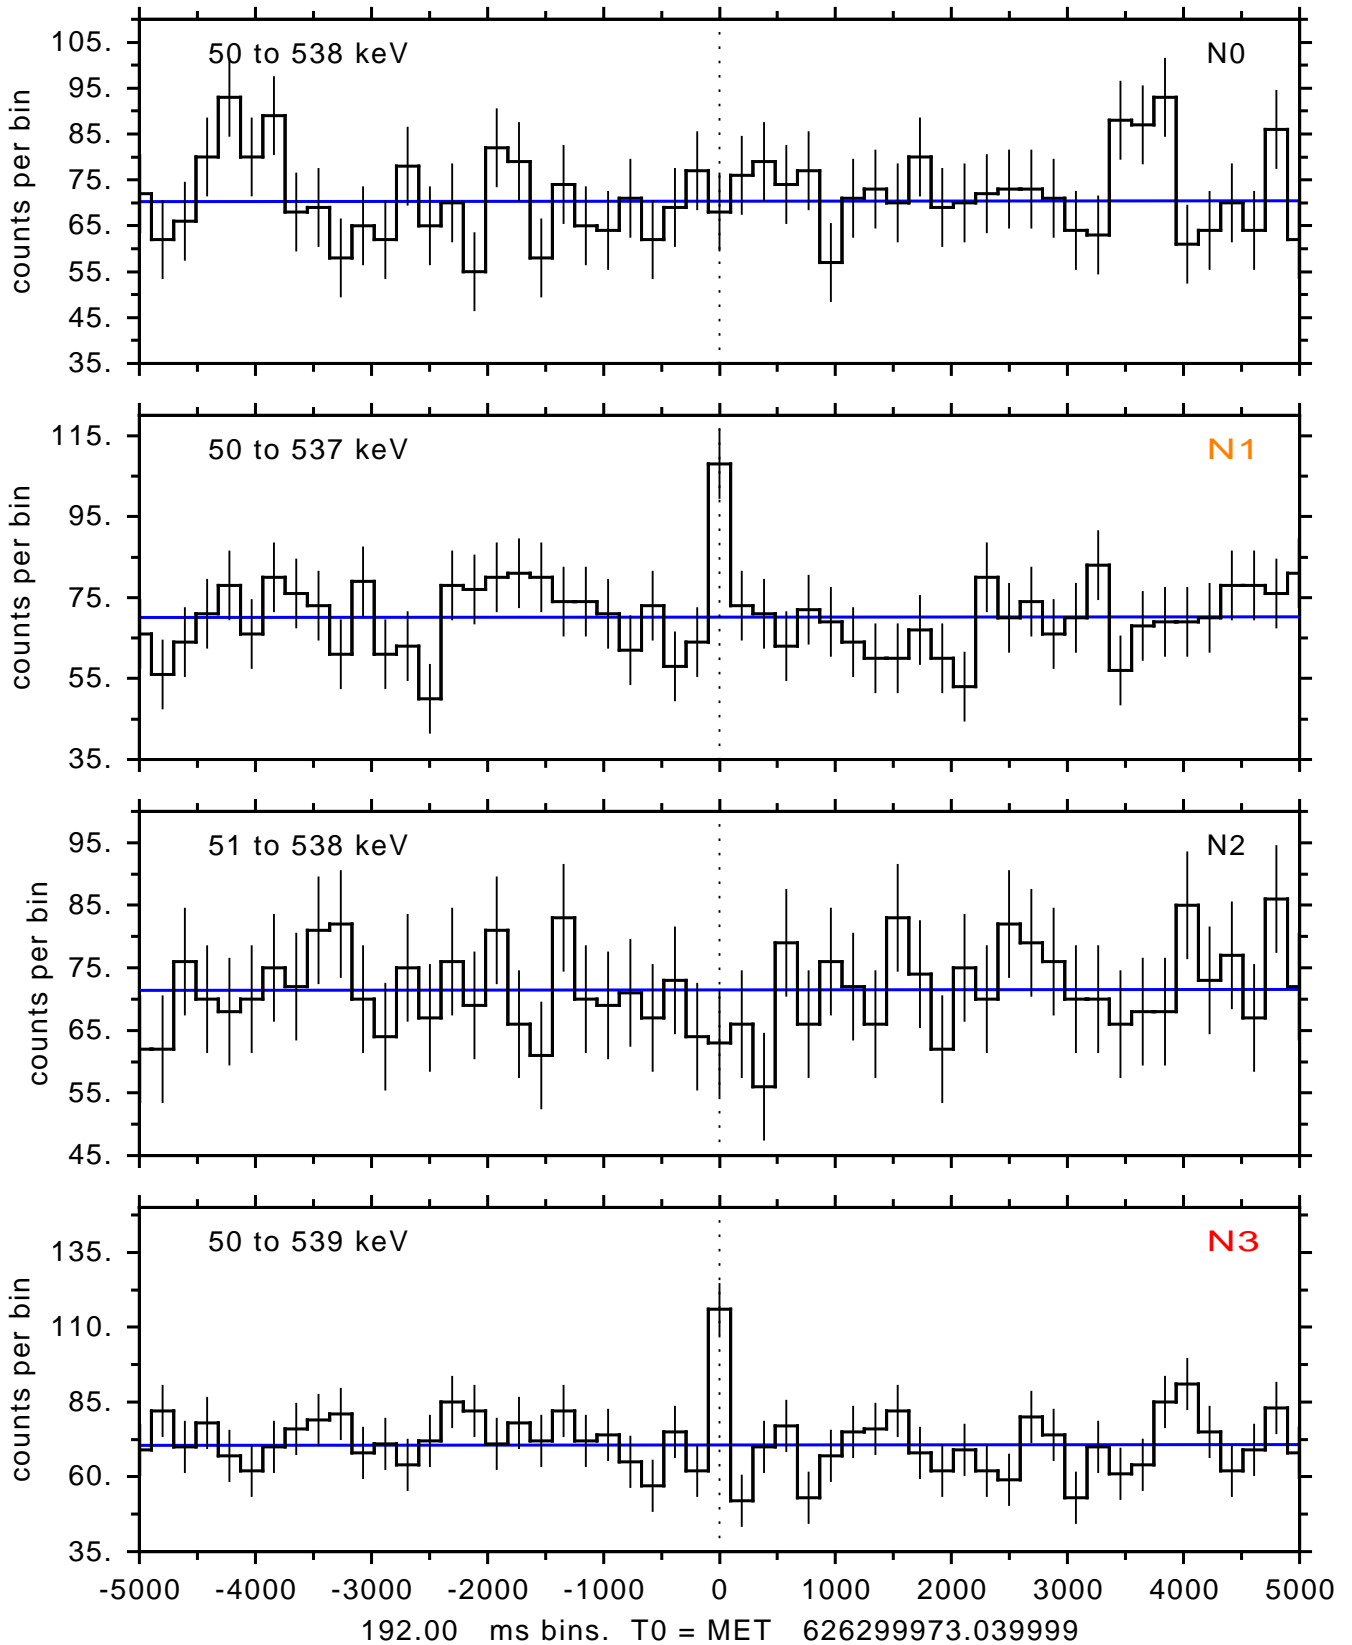 50 to 538 keV N0
105.
95.
85.
75.
65.
55.
45.
35.
counts per bin
50 to 537 keV N1
115.
95.
75.
55.
35.
counts per bin
51 to 538 keV N2
95.
85.
75.
65.
55.
45.
counts per bin
50 to 539 keV N3
135.
110.
85.
60.
35.
counts per bin
-5000 -4000 -3000 -2000 -1000 0 1000 2000 3000 4000 5000
192.00 ms bins. T0 = MET 626299973.039999